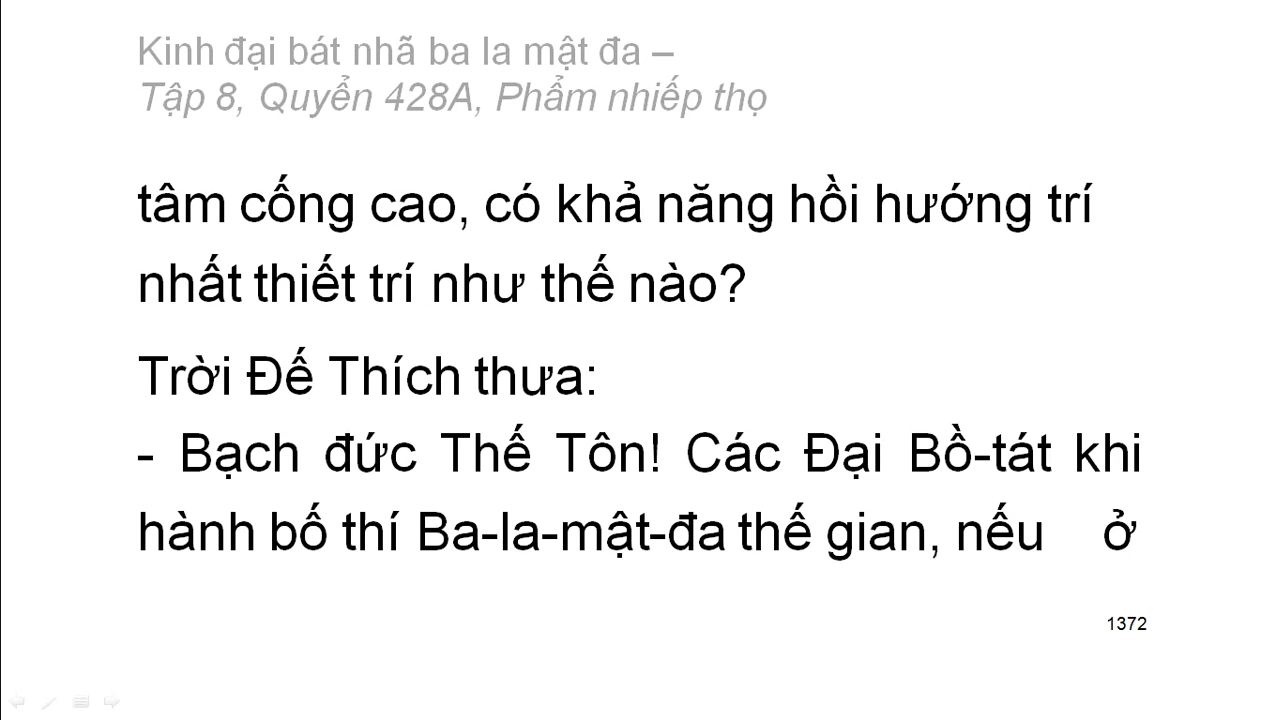 Kinh đại bát nhã ba la mật đa –
Tập 8, Quyển 428A, Phẩm nhiếp thọ
tâm cống cao, có khả năng hồi hướng trí
nhất thiết trí như thế nào?
Trời Đế Thích thưa:
- Bạch đức Thế Tôn! Các Đại Bồ-tát khi
hành bố thí Ba-la-mật-đa thế gian, nếu ở
1372